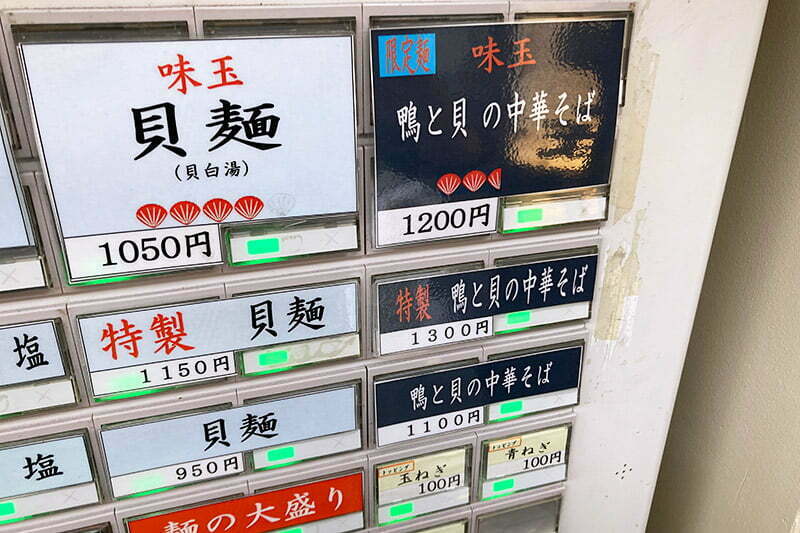 味玉
貝麺
(貝白湯)
1050円
限定麺 味玉
鴨と貝の中華そば
1200円
塩
特製 貝麺
1150円
特製 鴨と貝の中華そば
1300円
塩
貝麺
950円
鴨と貝の中華そば
1100円
麺の大盛り
トッピング
玉ねぎ
100円
トッピング
青ねぎ
100円